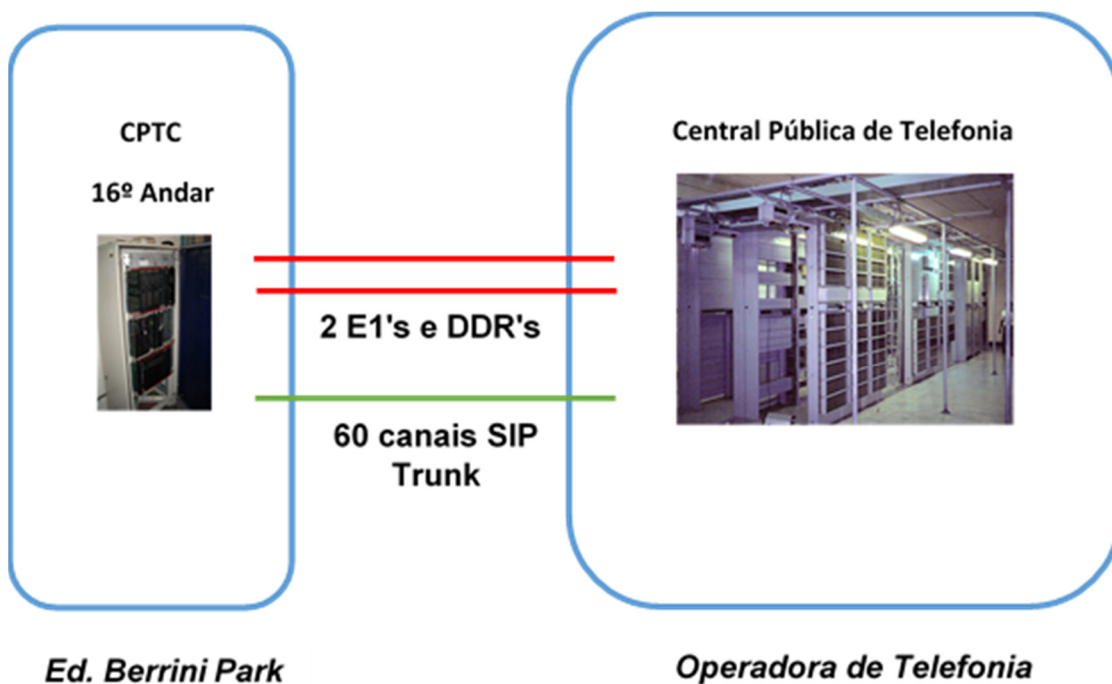 CPTC
16º Andar
Central Pública de Telefonia
2 E1's e DDR's
60 canais SIP
Trunk
Ed. Berrini Park
Operadora de Telefonia